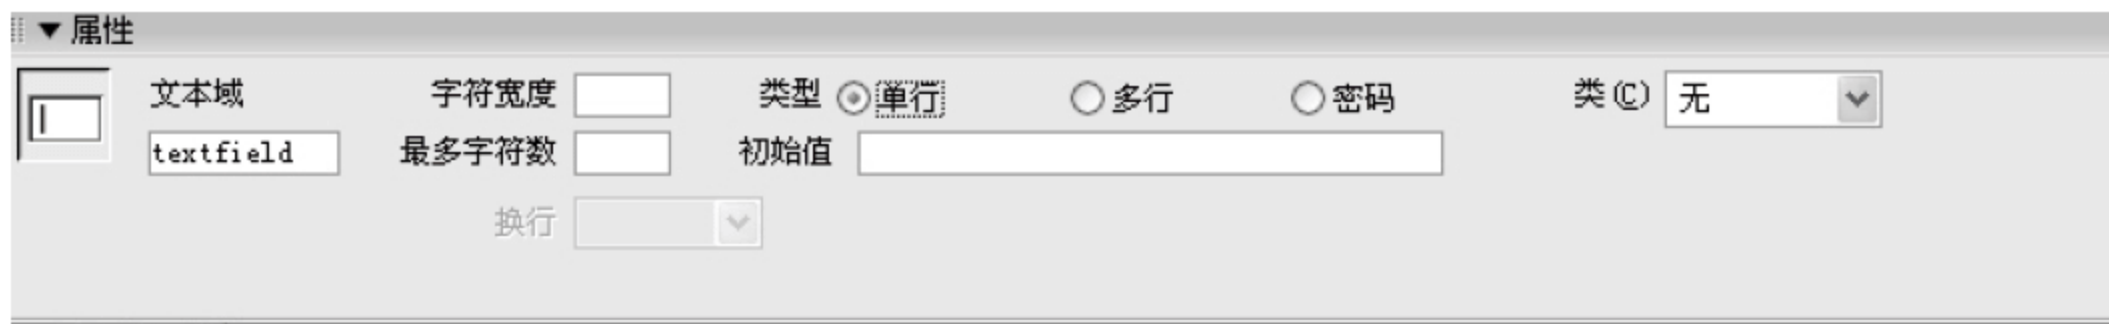 属性
文本域 字符宽度 类型 单行 多行 密码 类(C) 无
textfield 最多字符数 初始值
换行